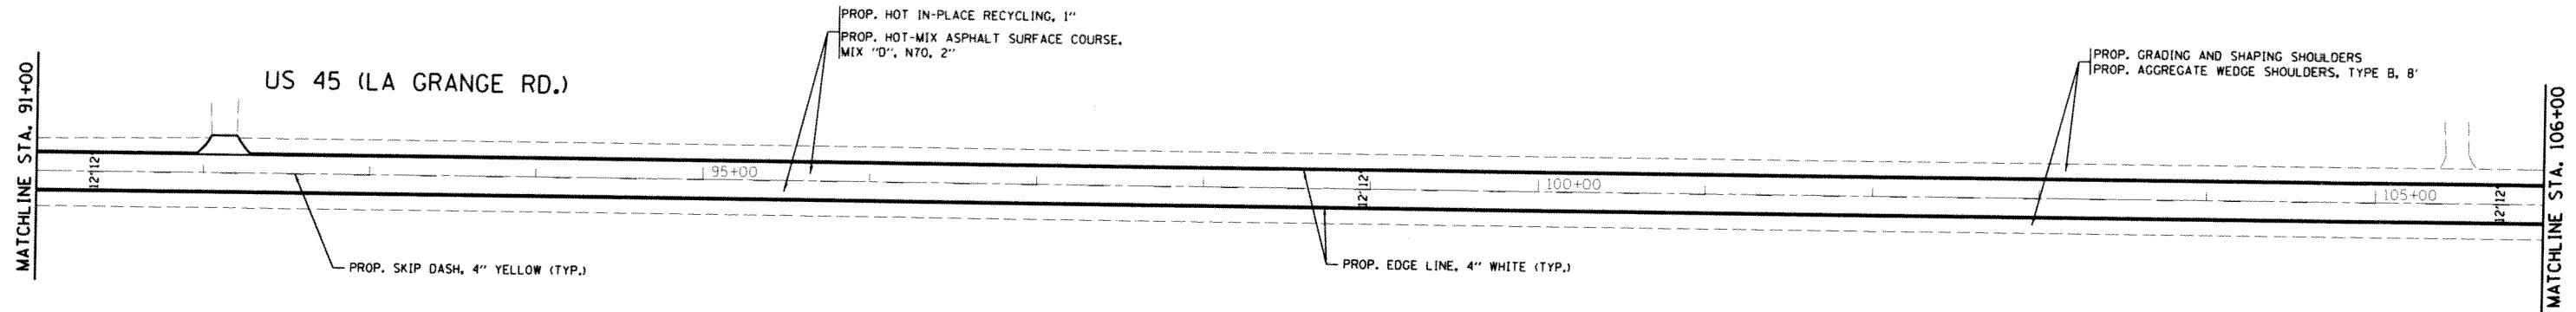 PROP. HOT IN-PLACE RECYCLING, 1"
PROP. HOT-MIX ASPHALT SURFACE COURSE,
MIX "D", N70, 2"
PROP. GRADING AND SHAPING SHOULDERS
PROP. AGGREGATE WEDGE SHOULDERS, TYPE B, 8'
US 45 (LA GRANGE RD.)
MATCHLINE STA. 91+00
12' 12'
95+00
12' 12'
100+00
105+00
12' 12'
MATCHLINE STA. 106+00
PROP. SKIP DASH, 4" YELLOW (TYP.)
PROP. EDGE LINE, 4" WHITE (TYP.)